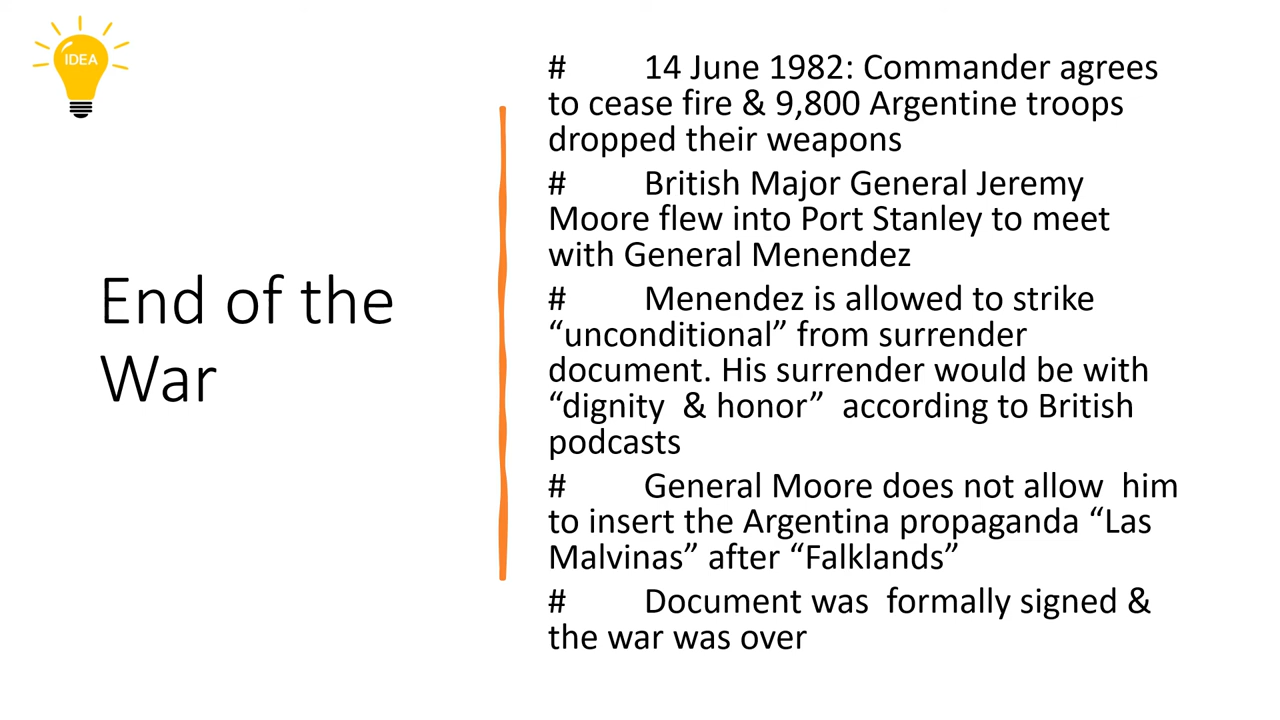 IDEA
End of the
War
# 14 June 1982: Commander agrees
to cease fire & 9,800 Argentine troops
dropped their weapons
# British Major General Jeremy
Moore flew into Port Stanley to meet
with General Menendez
# Menendez is allowed to strike
“unconditional” from surrender
document. His surrender would be with
“dignity & honor” according to British
podcasts
# General Moore does not allow him
to insert the Argentina propaganda “Las
Malvinas” after “Falklands”
# Document was formally signed &
the war was over